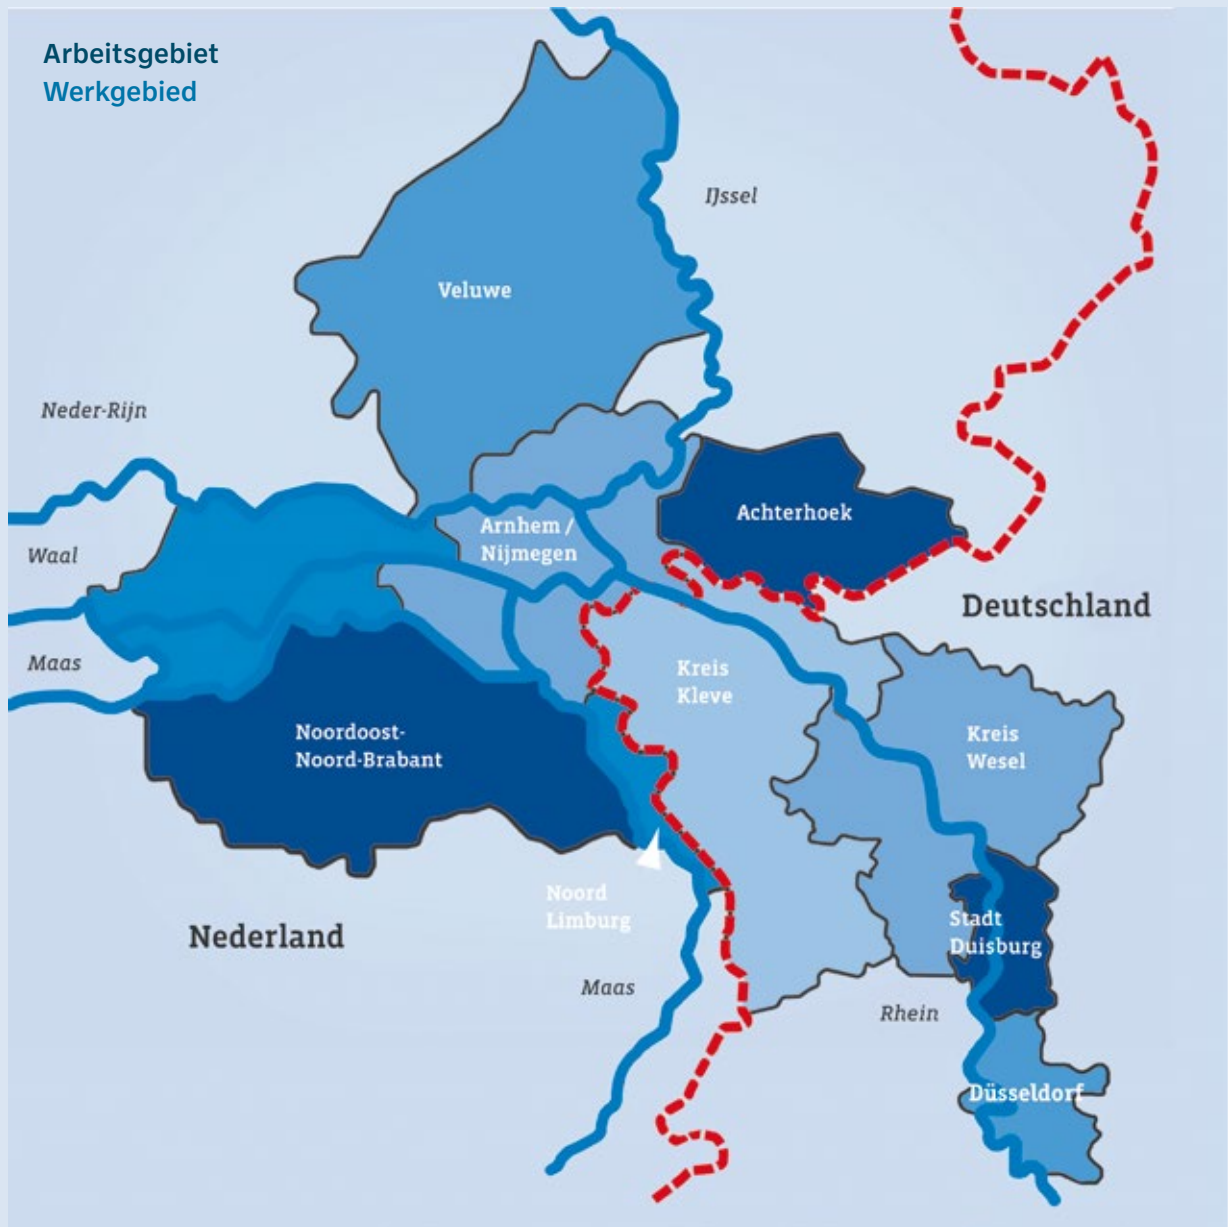 Arbeitsgebiet
Werkgebied
IJssel
Veluwe
Neder-Rijn
Achterhoek
Arnhem /
Nijmegen
Waal
Deutschland
Maas
Kreis
Kleve
Noordoost-
Noord-Brabant
Kreis
Wesel
Noord
Limburg
Stadt
Duisburg
Nederland
Maas
Rhein
Düsseldorf